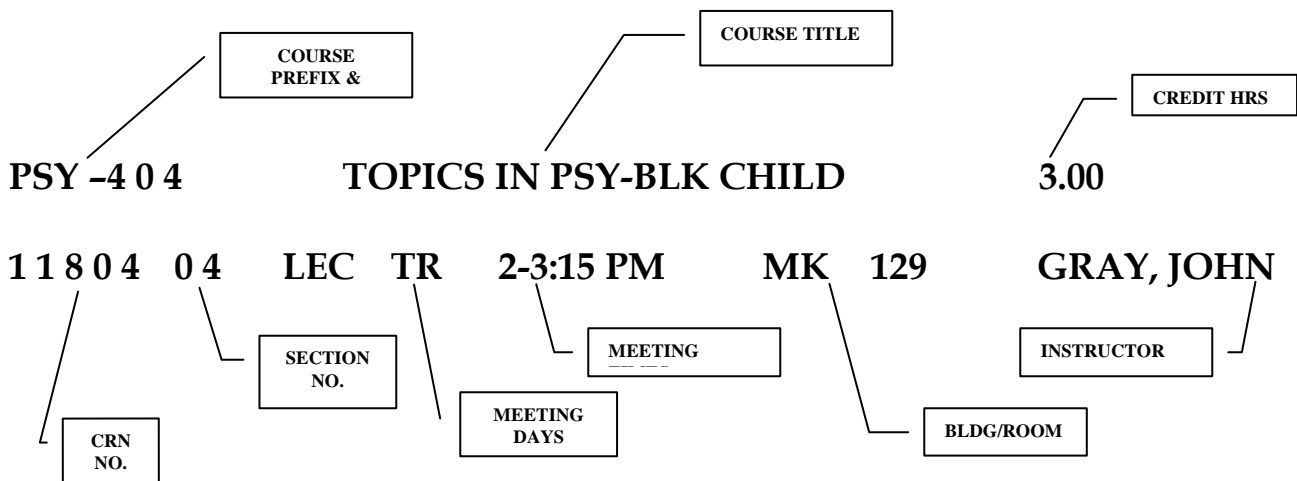 COURSE TITLE
COURSE
PREFIX &
CREDIT HRS
PSY –4 0 4 TOPICS IN PSY-BLK CHILD 3.00
1 1 8 0 4 0 4 LEC TR 2-3:15 PM MK 129 GRAY, JOHN
SECTION
NO.
MEETING
INSTRUCTOR
MEETING
DAYS
BLDG/ROOM
CRN
NO.